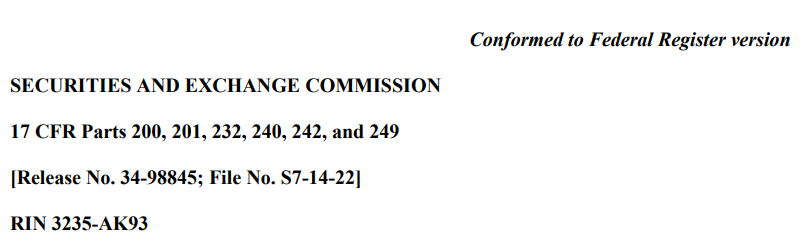 Conformed to Federal Register version
SECURITIES AND EXCHANGE COMMISSION
17 CFR Parts 200, 201, 232, 240, 242, and 249
[Release No. 34-98845; File No. S7-14-22]
RIN 3235-AK93